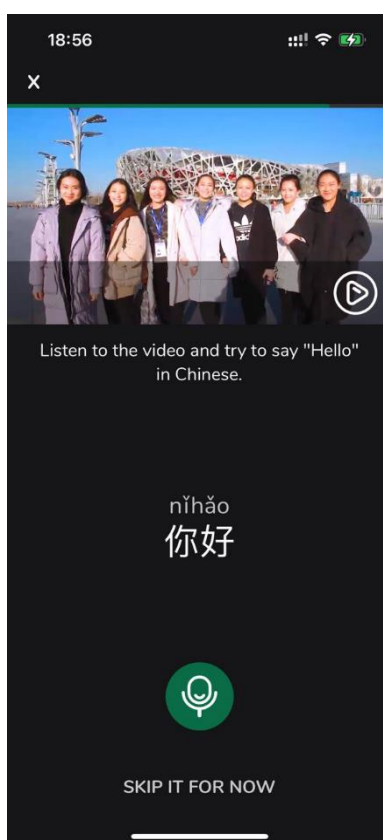 18:56
X
adidas
Listen to the video and try to say "Hello"
in Chinese.
nǐhǎo
你好
SKIP IT FOR NOW